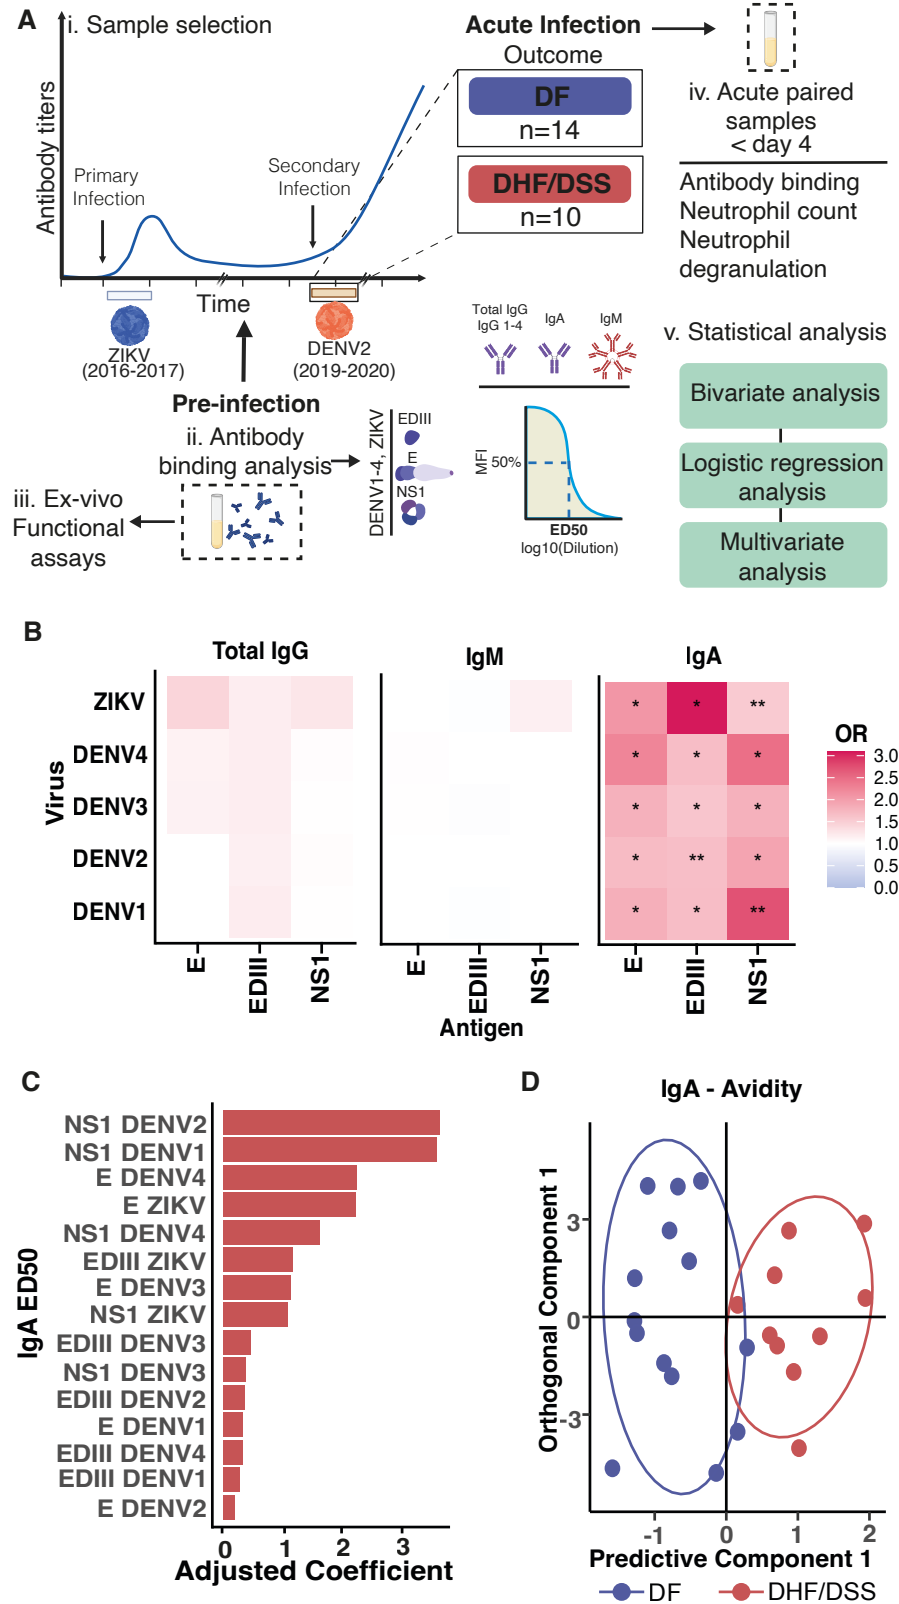 A
i. Sample selection
Antibody titers
Primary
Infection
Secondary
Infection
Time
ZIKV
(2016-2017)
DENV2
(2019-2020)
Acute Infection
Outcome
DF
n=14
DHF/DSS
n=10
iv. Acute paired
samples
< day 4
Antibody binding
Neutrophil count
Neutrophil
degranulation
Pre-infection
ii. Antibody
binding analysis
iii. Ex-vivo
Functional
assays
DENV1-4, ZIKV
EDIII
E
NS1
Total IgG
IgG 1-4
IgA
IgM
MFI
50%
ED50
log10(Dilution)
v. Statistical analysis
Bivariate analysis
Logistic regression
analysis
Multivariate
analysis
B
Total IgG
IgM
IgA
Virus
ZIKV
* * **
DENV4
* * *
DENV3
* * *
DENV2
* ** *
DENV1
* * **
E EDIII NS1
E EDIII NS1
E EDIII NS1
Antigen
OR
3.0
2.5
2.0
1.5
1.0
0.5
0.0
C
IgA ED50
NS1 DENV2
NS1 DENV1
E DENV4
E ZIKV
NS1 DENV4
EDIII ZIKV
E DENV3
NS1 ZIKV
EDIII DENV3
NS1 DENV3
EDIII DENV2
E DENV1
EDIII DENV4
EDIII DENV1
E DENV2
0 1 2 3
Adjusted Coefficient
D
IgA - Avidity
Orthogonal Component 1
3
0
-3
-1 0 1 2
Predictive Component 1
DF DHF/DSS